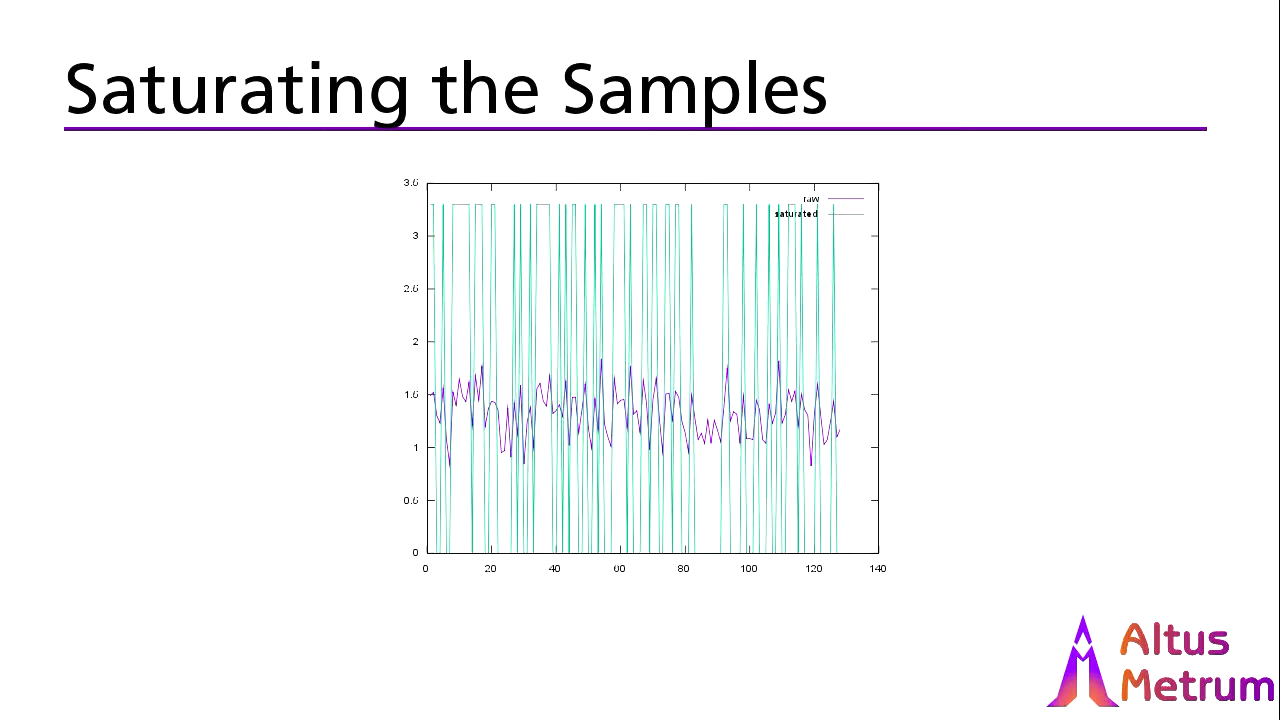 Saturating the Samples
3.5
raw
saturated
3
2.5
2
1.5
1
0.5
0
0 20 40 60 80 100 120 140
Altus
Metrum